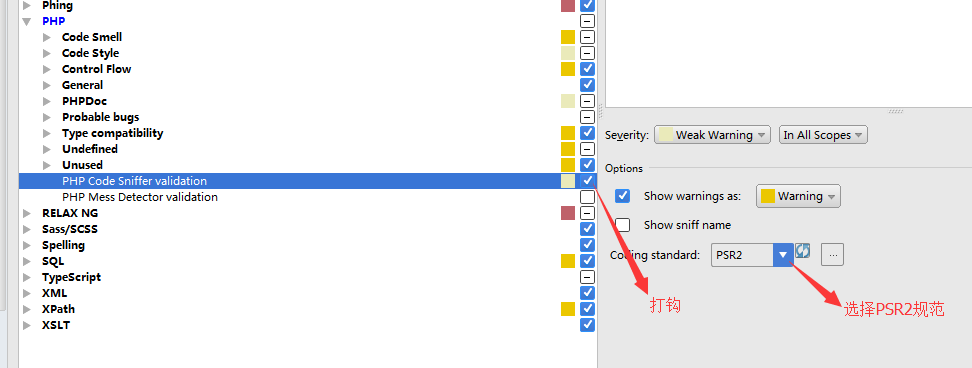 Phing
PHP
Code Smell
Code Style
Control Flow
General
PHPDoc
Probable bugs
Type compatibility
Undefined
Unused
PHP Code Sniffer validation
PHP Mess Detector validation
RELAX NG
Sass/SCSS
Spelling
SQL
TypeScript
XML
XPath
XSLT
Severity: Weak Warning In All Scopes
Options
Show warnings as: Warning
Show sniff name
Coding standard: PSR2 ...
打钩
选择PSR2规范